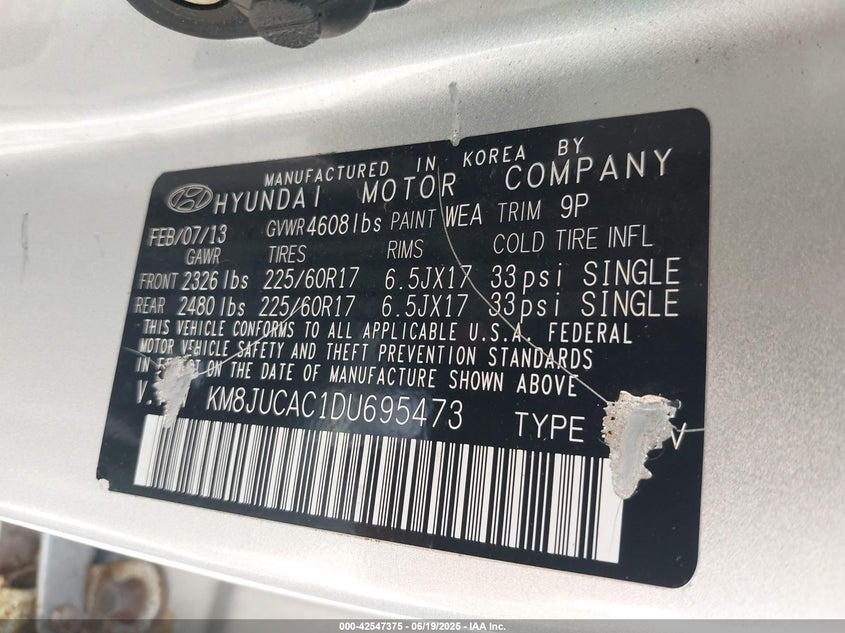 MANUFACTURED IN KOREA BY
HYUNDAI MOTOR COMPANY
FEB/07/13 GVWR 4608 lbs PAINT WEA TRIM 9P
GAWR TIRES RIMS COLD TIRE INFL
FRONT 2326 lbs 225/60R17 6.5JX17 33psi SINGLE
REAR 2480 lbs 225/60R17 6.5JX17 33psi SINGLE
THIS VEHICLE CONFORMS TO ALL APPLICABLE U.S.A. FEDERAL
MOTOR VEHICLE SAFETY AND THEFT PREVENTION STANDARDS
IN EFFECT ON THE DATE OF MANUFACTURE SHOWN ABOVE
V. KM8JUCAC1DU695473 TYPE V
000-42547375 - 06/19/2025 - IAA Inc.